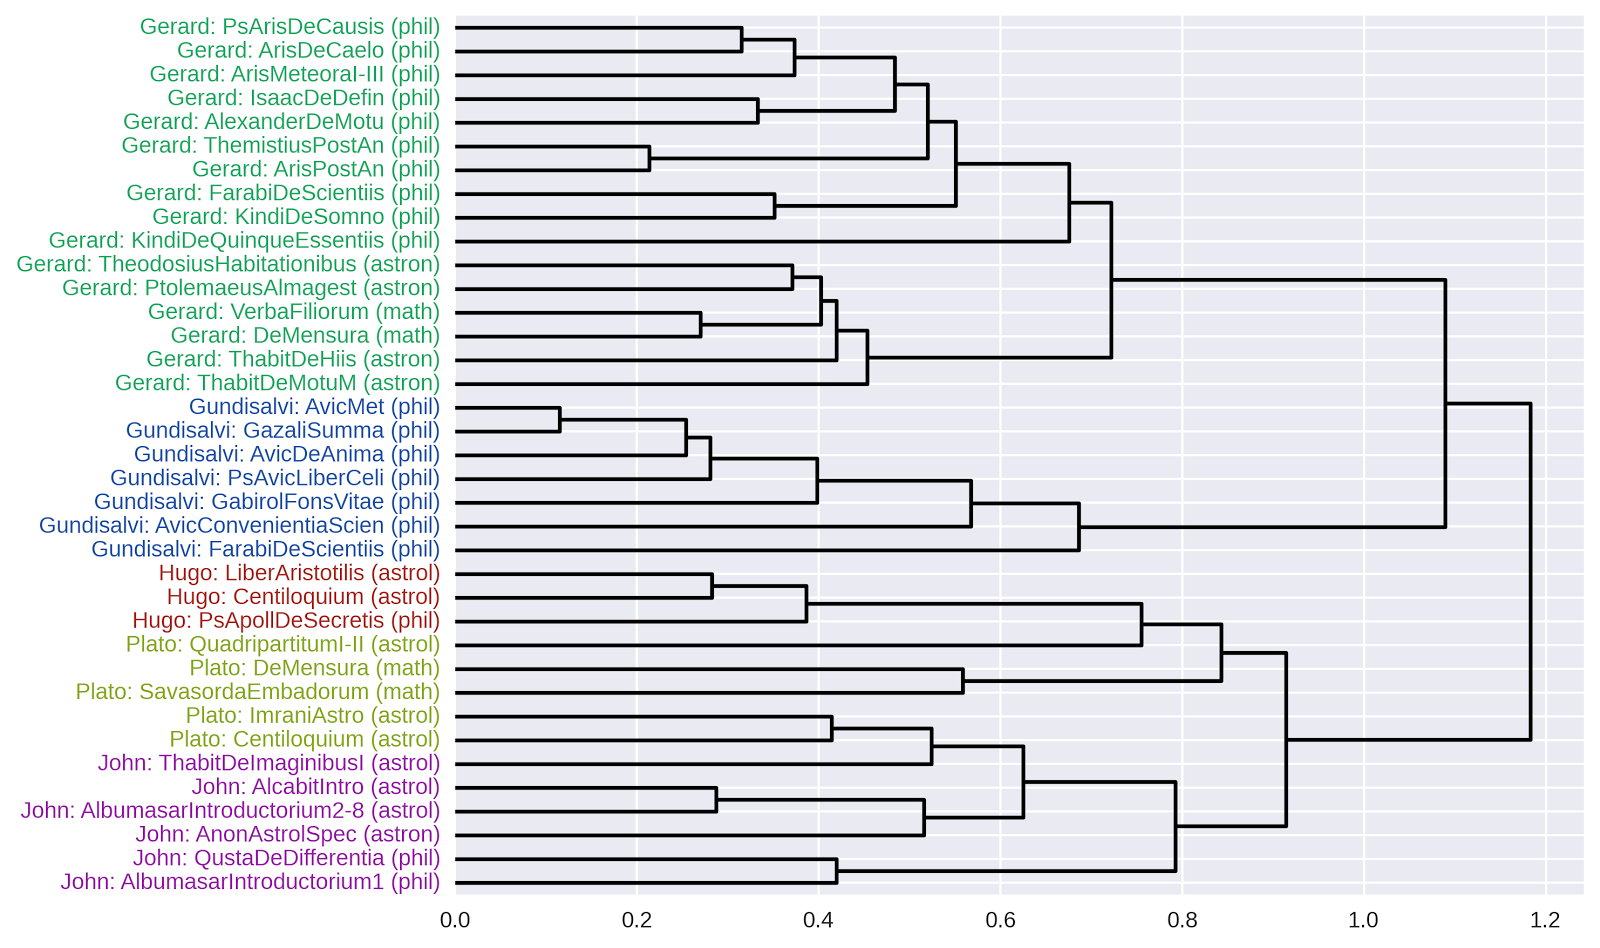 Gerard: PsArisDeCausis (phil)
Gerard: ArisDeCaelo (phil)
Gerard: ArisMeteoraI-III (phil)
Gerard: IsaacDeDefin (phil)
Gerard: AlexanderDeMotu (phil)
Gerard: ThemistiusPostAn (phil)
Gerard: ArisPostAn (phil)
Gerard: FarabiDeScientiis (phil)
Gerard: KindiDeSomno (phil)
Gerard: KindiDeQuinqueEssentiis (phil)
Gerard: TheodosiusHabitationibus (astron)
Gerard: PtolemaeusAlmagest (astron)
Gerard: VerbaFiliorum (math)
Gerard: DeMensura (math)
Gerard: ThabitDeHiis (astron)
Gerard: ThabitDeMotuM (astron)
Gundisalvi: AvicMet (phil)
Gundisalvi: GazaliSumma (phil)
Gundisalvi: AvicDeAnima (phil)
Gundisalvi: PsAvicLiberCeli (phil)
Gundisalvi: GabirolFonsVitae (phil)
Gundisalvi: AvicConvenientiaScien (phil)
Gundisalvi: FarabiDeScientiis (phil)
Hugo: LiberAristotilis (astrol)
Hugo: Centiloquium (astrol)
Hugo: PsApollDeSecretis (phil)
Plato: QuadripartitumI-II (astrol)
Plato: DeMensura (math)
Plato: SavasordaEmbadorum (math)
Plato: ImraniAstro (astrol)
Plato: Centiloquium (astrol)
John: ThabitDeImaginibusI (astrol)
John: AlcabitIntro (astrol)
John: AlbumasarIntroductorium2-8 (astrol)
John: AnonAstrolSpec (astron)
John: QustaDeDifferentia (phil)
John: AlbumasarIntroductorium1 (phil)
0.0 0.2 0.4 0.6 0.8 1.0 1.2